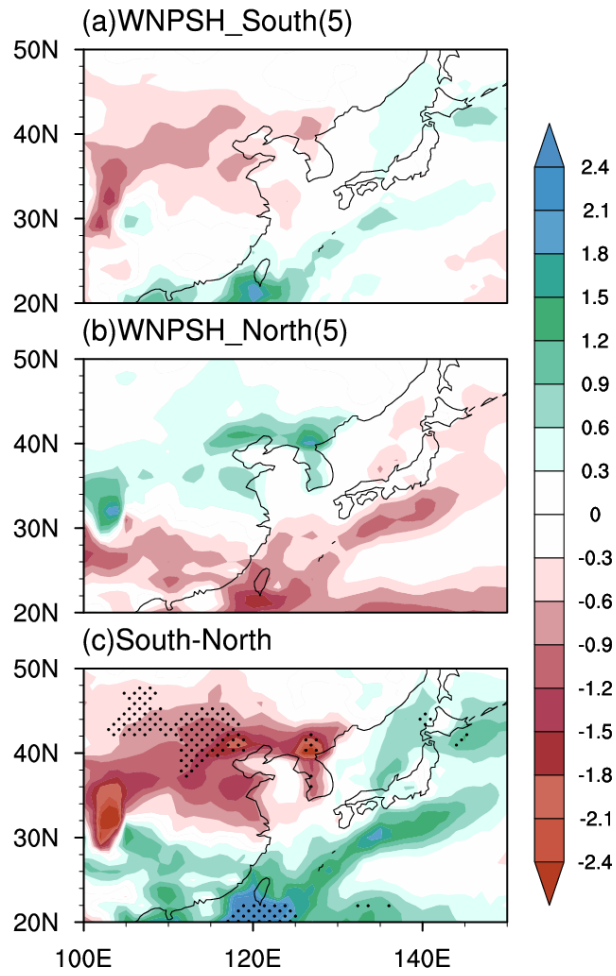 (a)WNPSH_South(5)
50N
40N
30N
20N
(b)WNPSH_North(5)
50N
40N
30N
20N
(c)South-North
50N
40N
30N
20N
100E 120E 140E
2.4
2.1
1.8
1.5
1.2
0.9
0.6
0.3
0
-0.3
-0.6
-0.9
-1.2
-1.5
-1.8
-2.1
-2.4